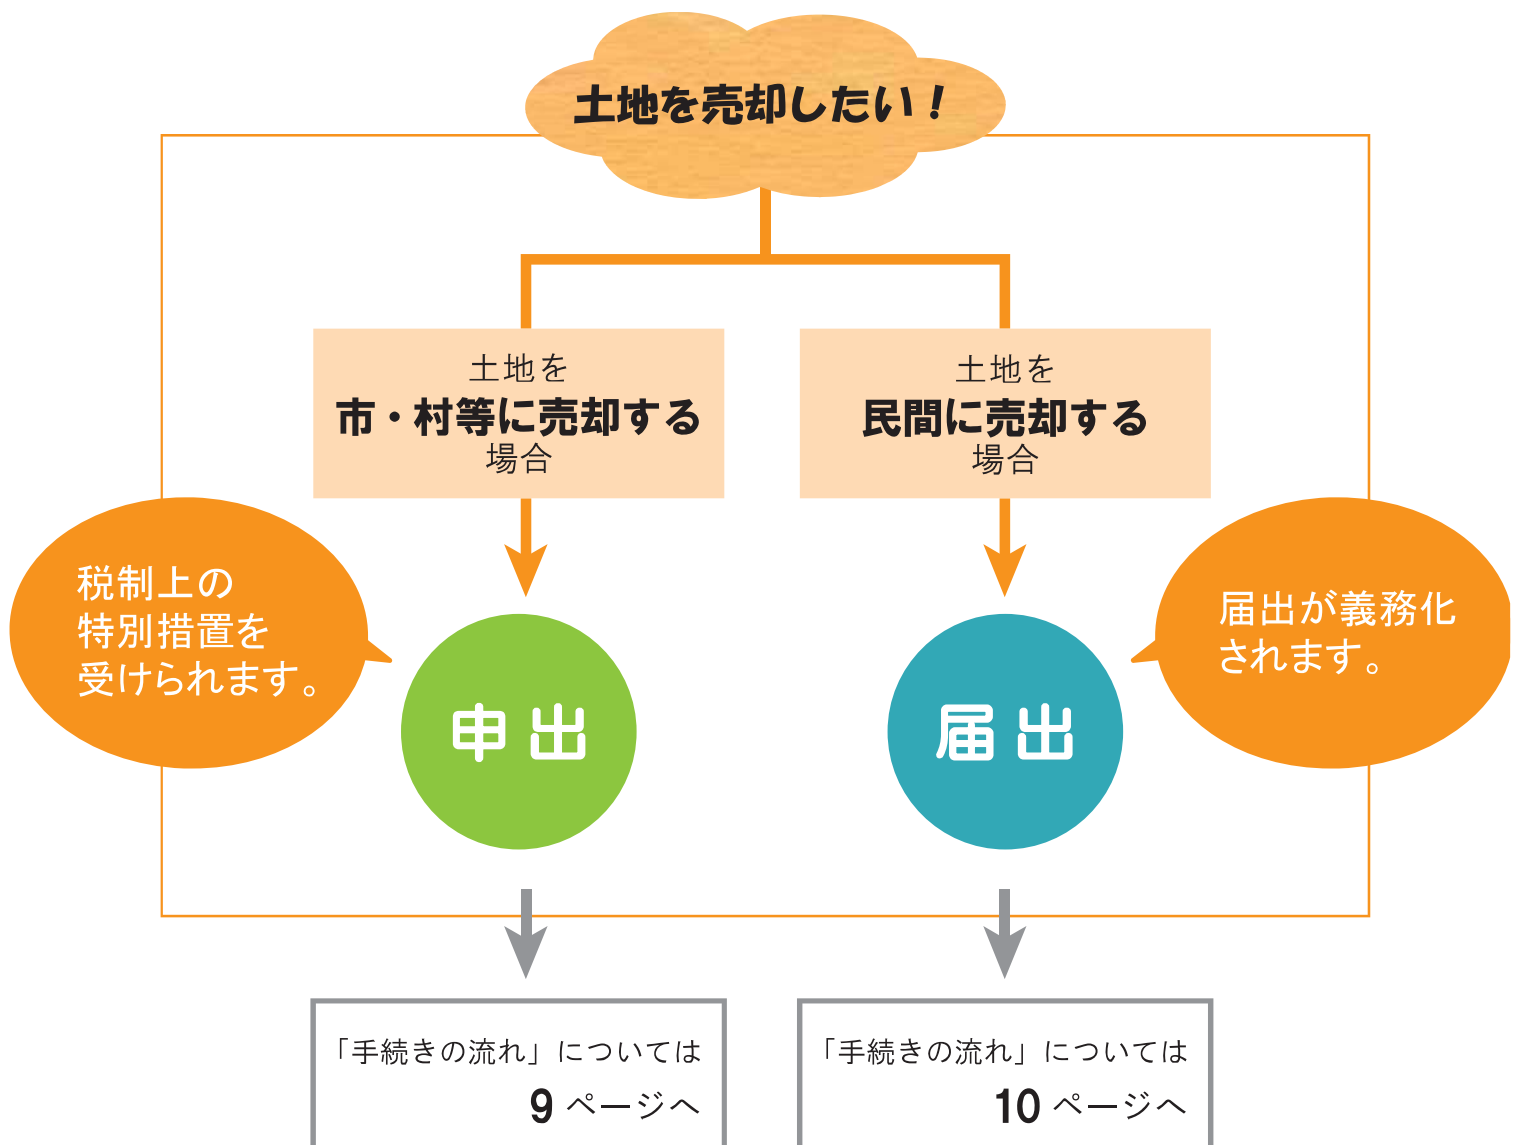 土地を売却したい！
土地を
市・村等に売却する
場合
土地を
民間に売却する
場合
税制上の
特別措置を
受けられます。
届出が義務化
されます。
申出
届出
「手続きの流れ」については
9 ページへ
「手続きの流れ」については
10 ページへ